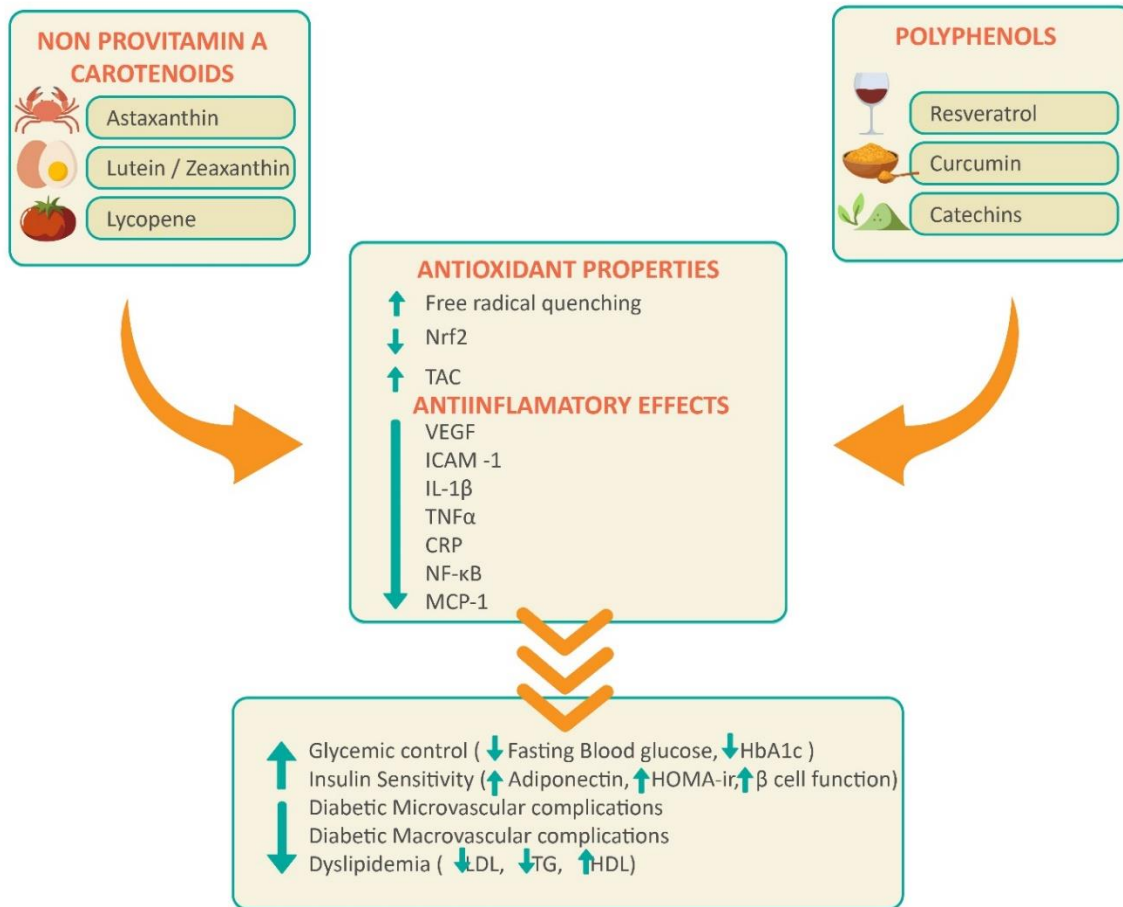 NON PROVITAMIN A
CAROTENOIDS
Astaxanthin
Lutein / Zeaxanthin
Lycopene
POLYPHENOLS
Resveratrol
Curcumin
Catechins
ANTIOXIDANT PROPERTIES
Free radical quenching
Nrf2
TAC
ANTIINFLAMATORY EFFECTS
VEGF
ICAM -1
IL-1β
TNFα
CRP
NF-κB
MCP-1
Glycemic control ( Fasting Blood glucose, HbA1c )
Insulin Sensitivity ( Adiponectin, HOMA-ir, β cell function)
Diabetic Microvascular complications
Diabetic Macrovascular complications
Dyslipidemia ( LDL, TG, HDL)